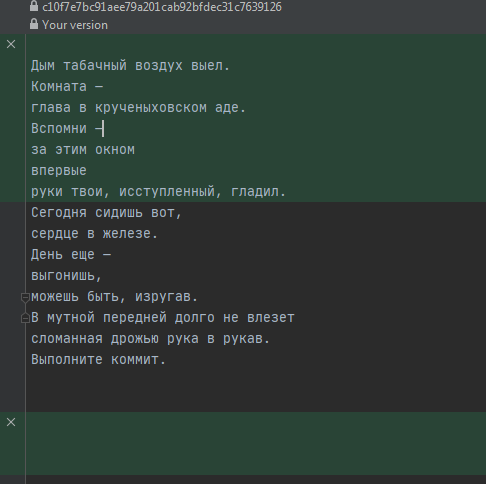 c10f7e7bc91aee79a201cab92bfdec31c7639126
Your version
Дым табачный воздух выел.
Комната —
глава в крученыховском аде.
Вспомни —
за этим окном
впервые
руки твои, исступленный, гладил.
Сегодня сидишь вот,
сердце в железе.
День еще —
выгонишь,
можешь быть, изругав.
В мутной передней долго не влезет
сломанная дрожью рука в рукав.
Выполните коммит.